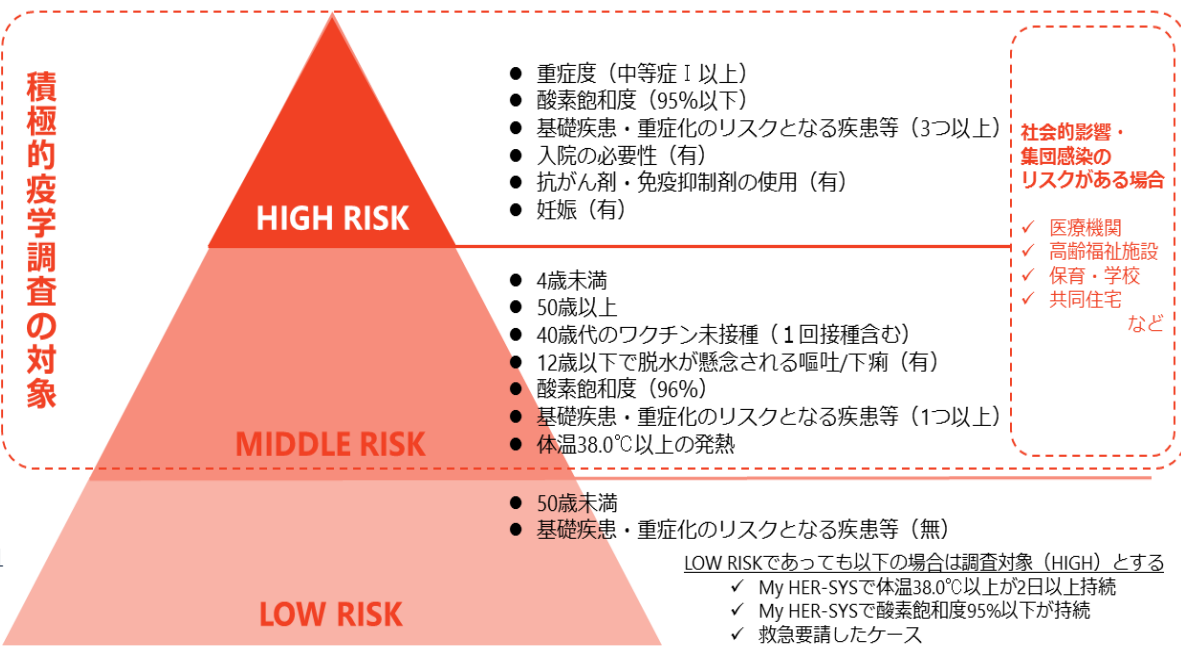 積極的疫学調査の対象
HIGH RISK
● 重症度（中等症Ⅰ以上）
● 酸素飽和度（95%以下）
● 基礎疾患・重症化のリスクとなる疾患等（3つ以上）
● 入院の必要性（有）
● 抗がん剤・免疫抑制剤の使用（有）
● 妊娠（有）
社会的影響・
集団感染の
リスクがある場合
✓ 医療機関
✓ 高齢福祉施設
✓ 保育・学校
✓ 共同住宅
など
MIDDLE RISK
● 4歳未満
● 50歳以上
● 40歳代のワクチン未接種（１回接種含む）
● 12歳以下で脱水が懸念される嘔吐/下痢（有）
● 酸素飽和度（96%）
● 基礎疾患・重症化のリスクとなる疾患等（1つ以上）
● 体温38.0℃以上の発熱
LOW RISK
● 50歳未満
● 基礎疾患・重症化のリスクとなる疾患等（無）
LOW RISKであっても以下の場合は調査対象（HIGH）とする
✓ My HER-SYSで体温38.0℃以上が2日以上持続
✓ My HER-SYSで酸素飽和度95%以下が持続
✓ 救急要請したケース